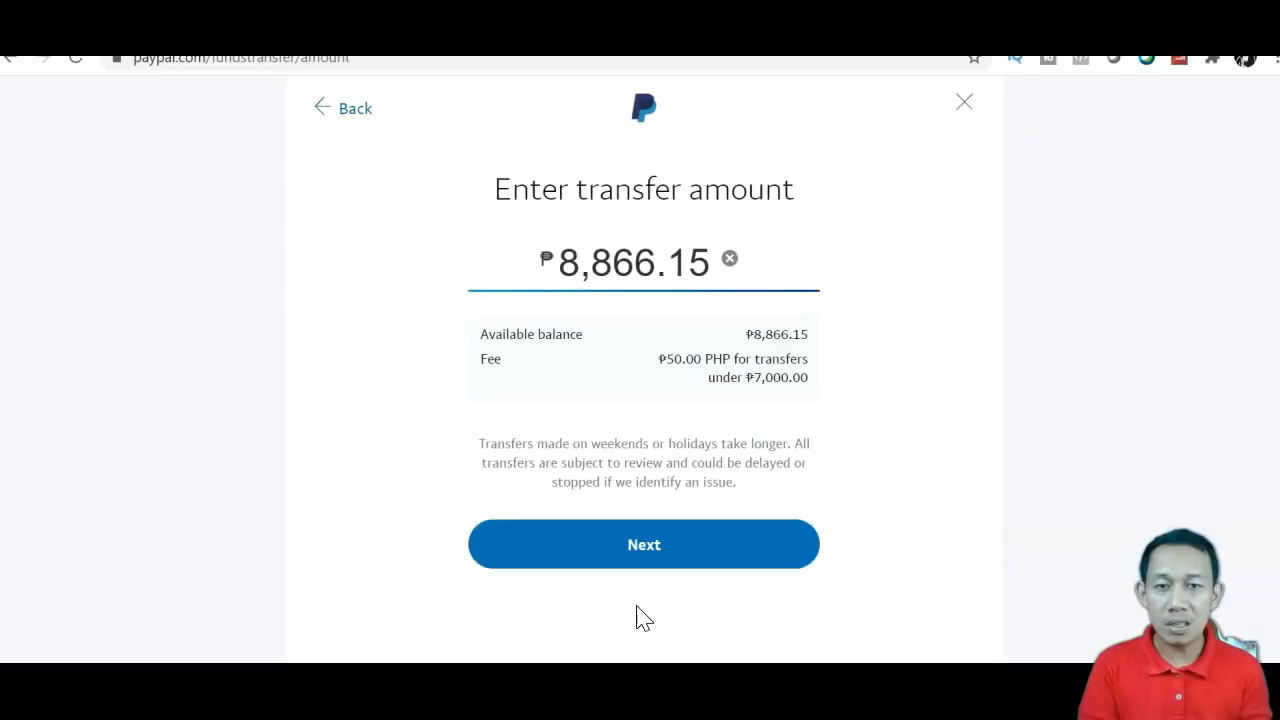 paypal.com/fundstransfer/amount
Back
Enter transfer amount
₱8,866.15
Available balance ₱8,866.15
Fee ₱50.00 PHP for transfers
under ₱7,000.00
Transfers made on weekends or holidays take longer. All
transfers are subject to review and could be delayed or
stopped if we identify an issue.
Next